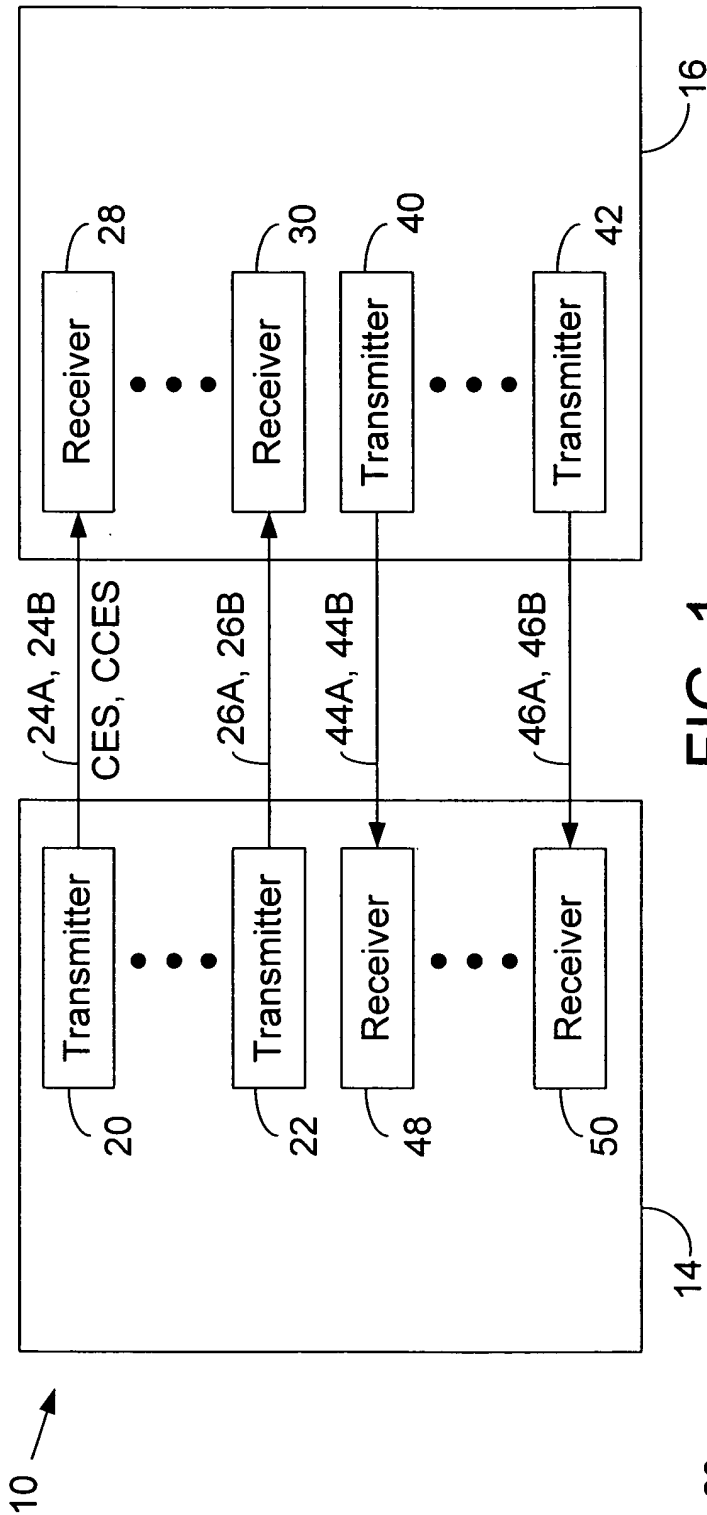 10
24A, 24B
Transmitter
Receiver
CES, CCES
20
28
26A, 26B
Transmitter
Receiver
22
30
44A, 44B
Receiver
Transmitter
48
40
46A, 46B
Receiver
Transmitter
50
42
14
16
FIG. 1